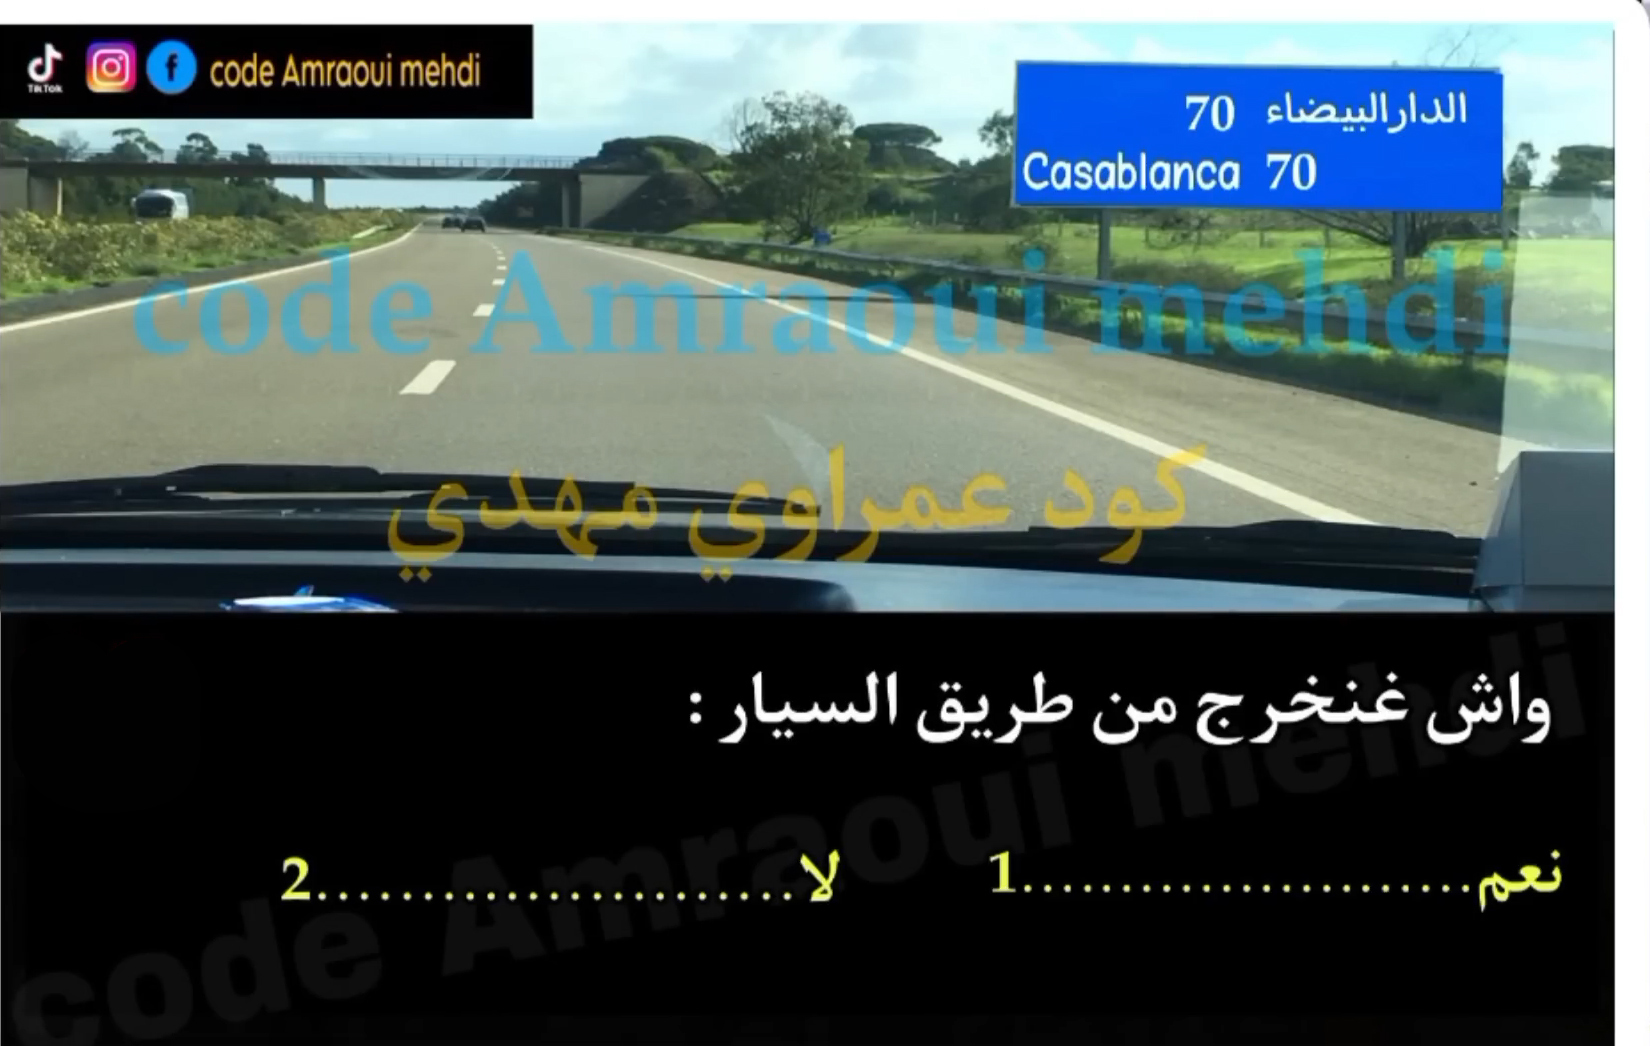 TikTok code Amraoui mehdi
الدارالبيضاء 70
Casablanca 70
code Amraoui mehdi
كود عمراوي مهدي
واش غنخرج من طريق السيار :
نعم.......................1 لا.......................2
code Amraoui mehdi